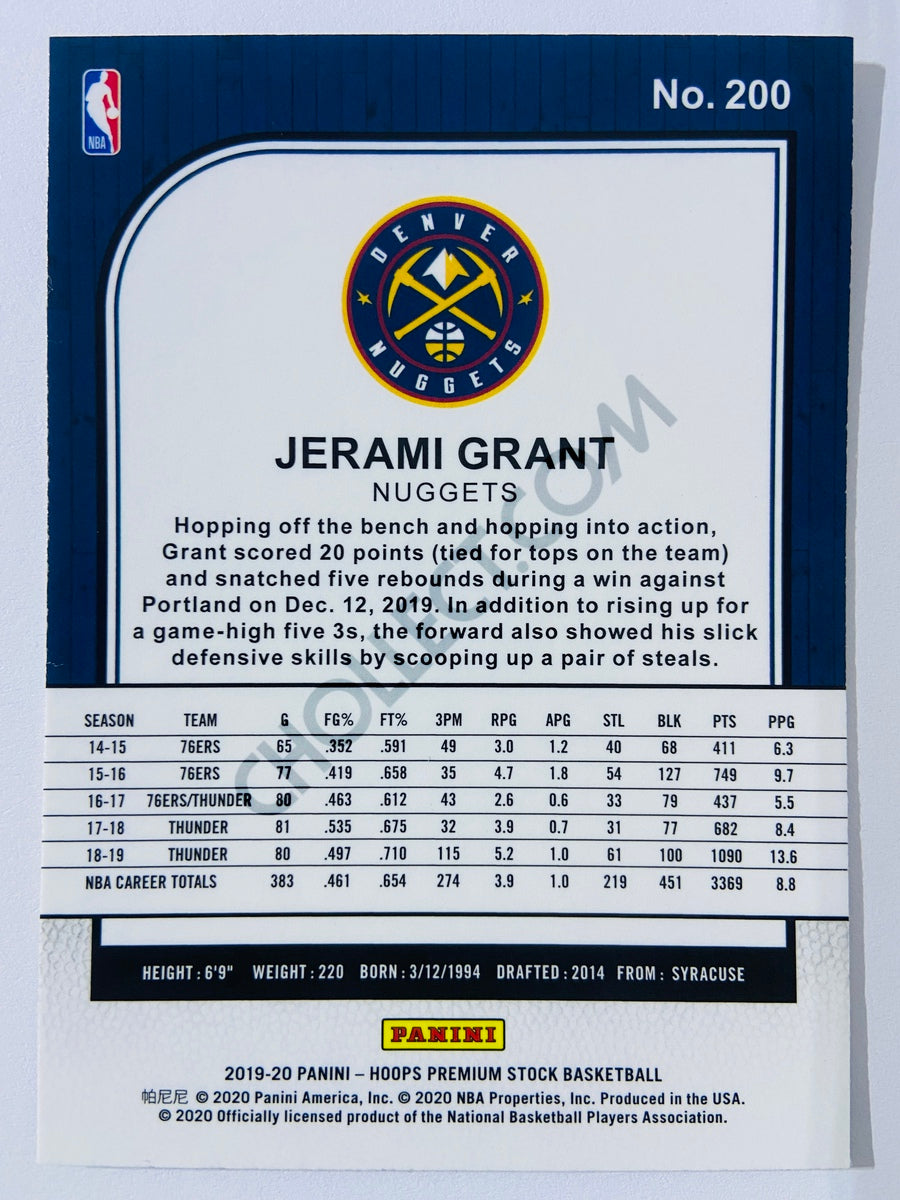 No. 200
NBA
DENVER
NUGGETS
JERAMI GRANT
NUGGETS
Hopping off the bench and hopping into action,
Grant scored 20 points (tied for tops on the team)
and snatched five rebounds during a win against
Portland on Dec. 12, 2019. In addition to rising up for
a game-high five 3s, the forward also showed his slick
defensive skills by scooping up a pair of steals.
CHOLLECT.COM
SEASON TEAM G FG% FT% 3PM RPG APG STL BLK PTS PPG
14-15 76ERS 65 .352 .591 49 3.0 1.2 40 68 411 6.3
15-16 76ERS 77 .419 .658 35 4.7 1.8 54 127 749 9.7
16-17 76ERS/THUNDER 80 .463 .612 43 2.6 0.6 33 79 437 5.5
17-18 THUNDER 81 .535 .675 32 3.9 0.7 31 77 682 8.4
18-19 THUNDER 80 .497 .710 115 5.2 1.0 61 100 1090 13.6
NBA CAREER TOTALS 383 .461 .654 274 3.9 1.0 219 451 3369 8.8
HEIGHT: 6'9" WEIGHT: 220 BORN: 3/12/1994 DRAFTED: 2014 FROM: SYRACUSE
PANINI
2019-20 PANINI – HOOPS PREMIUM STOCK BASKETBALL
帕尼尼 © 2020 Panini America, Inc. © 2020 NBA Properties, Inc. Produced in the USA.
© 2020 Officially licensed product of the National Basketball Players Association.